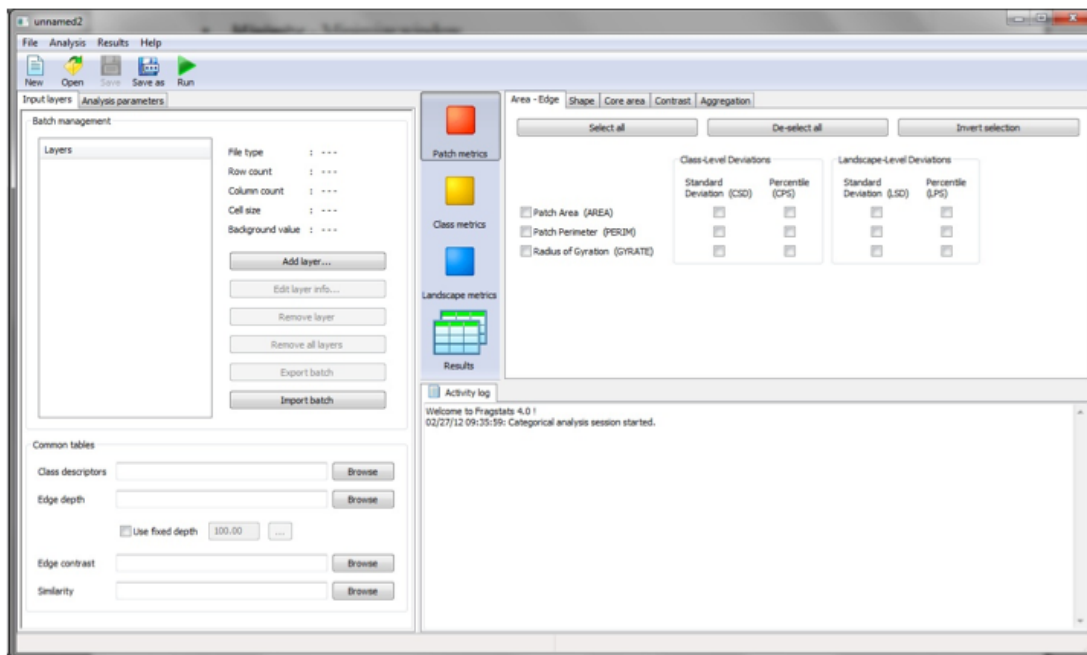 unnamed2
File Analysis Results Help
New Open Save Save as Run
Input layers Analysis parameters
Batch management
Layers
File type : ---
Row count : ---
Column count : ---
Cell size : ---
Background value : ---
Add layer...
Edit layer info...
Remove layer
Remove all layers
Export batch
Import batch
Common tables
Class descriptors Browse
Edge depth Browse
Use fixed depth 100.00 ...
Edge contrast Browse
Similarity Browse
Patch metrics
Class metrics
Landscape metrics
Results
Area - Edge Shape Core area Contrast Aggregation
Select all De-select all Invert selection
Class-Level Deviations Landscape-Level Deviations
Standard Percentile Standard Percentile
Deviation (CSD) (CPS) Deviation (LSD) (LPS)
Patch Area (AREA)
Patch Perimeter (PERIM)
Radius of Gyration (GYRATE)
Activity log
Welcome to Fragstats 4.0 !
02/27/12 09:35:59: Categorical analysis session started.